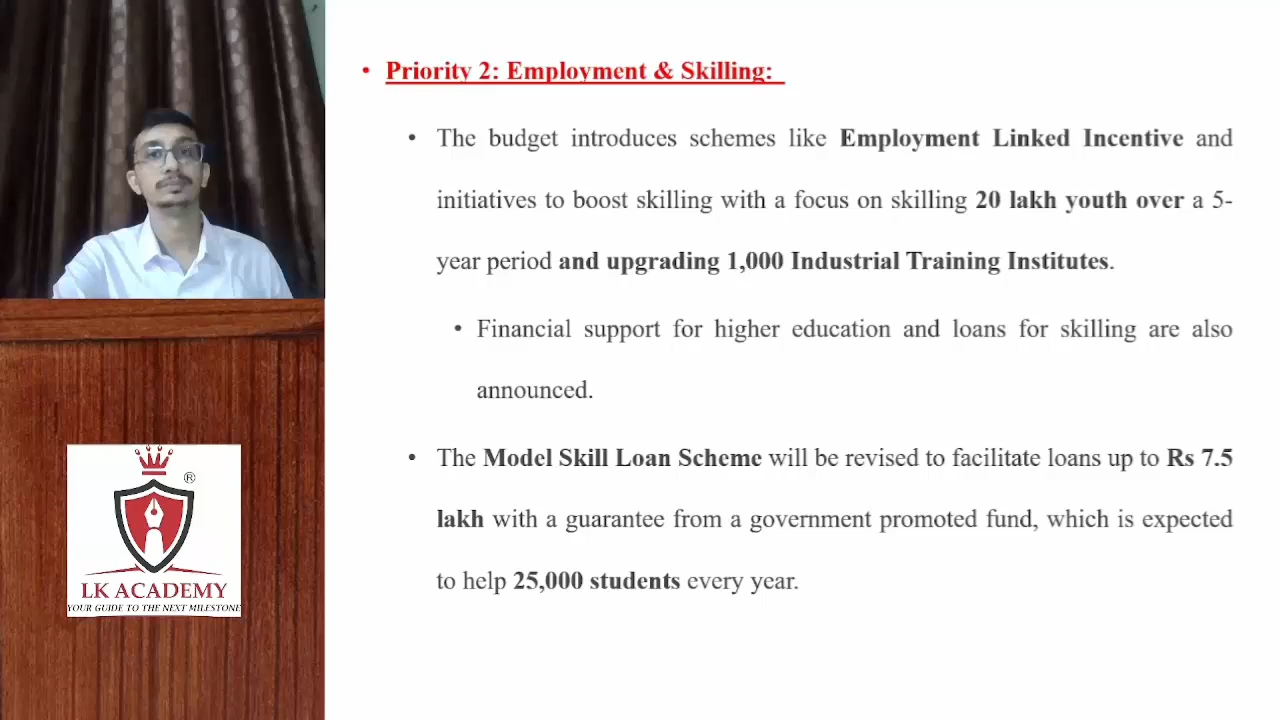 • Priority 2: Employment & Skilling:
• The budget introduces schemes like Employment Linked Incentive and
initiatives to boost skilling with a focus on skilling 20 lakh youth over a 5-
year period and upgrading 1,000 Industrial Training Institutes.
• Financial support for higher education and loans for skilling are also
announced.
• The Model Skill Loan Scheme will be revised to facilitate loans up to Rs 7.5
lakh with a guarantee from a government promoted fund, which is expected
to help 25,000 students every year.
®
LK ACADEMY
YOUR GUIDE TO THE NEXT MILESTONE